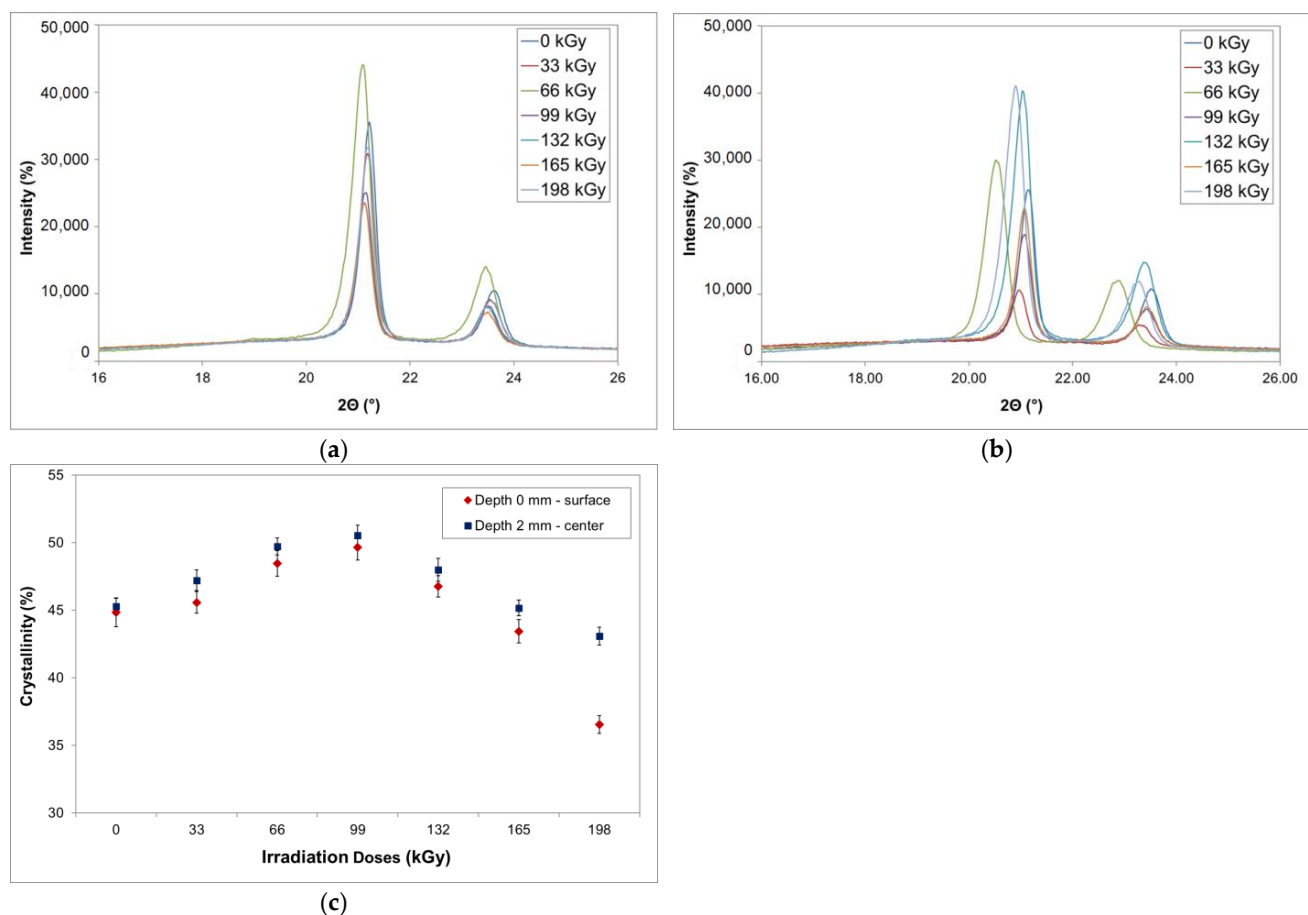 50,000
40,000
30,000
20,000
10,000
0
Intensity (%)
0 kGy
33 kGy
66 kGy
99 kGy
132 kGy
165 kGy
198 kGy
16
18
20
22
24
26
2Θ (°)
(a)
50,000
40,000
30,000
20,000
10,000
0
Intensity (%)
0 kGy
33 kGy
66 kGy
99 kGy
132 kGy
165 kGy
198 kGy
16.00
18.00
20.00
22.00
24.00
26.00
2Θ (°)
(b)
55
50
45
40
35
30
Crystallinity (%)
Depth 0 mm - surface
Depth 2 mm - center
0
33
66
99
132
165
198
Irradiation Doses (kGy)
(c)